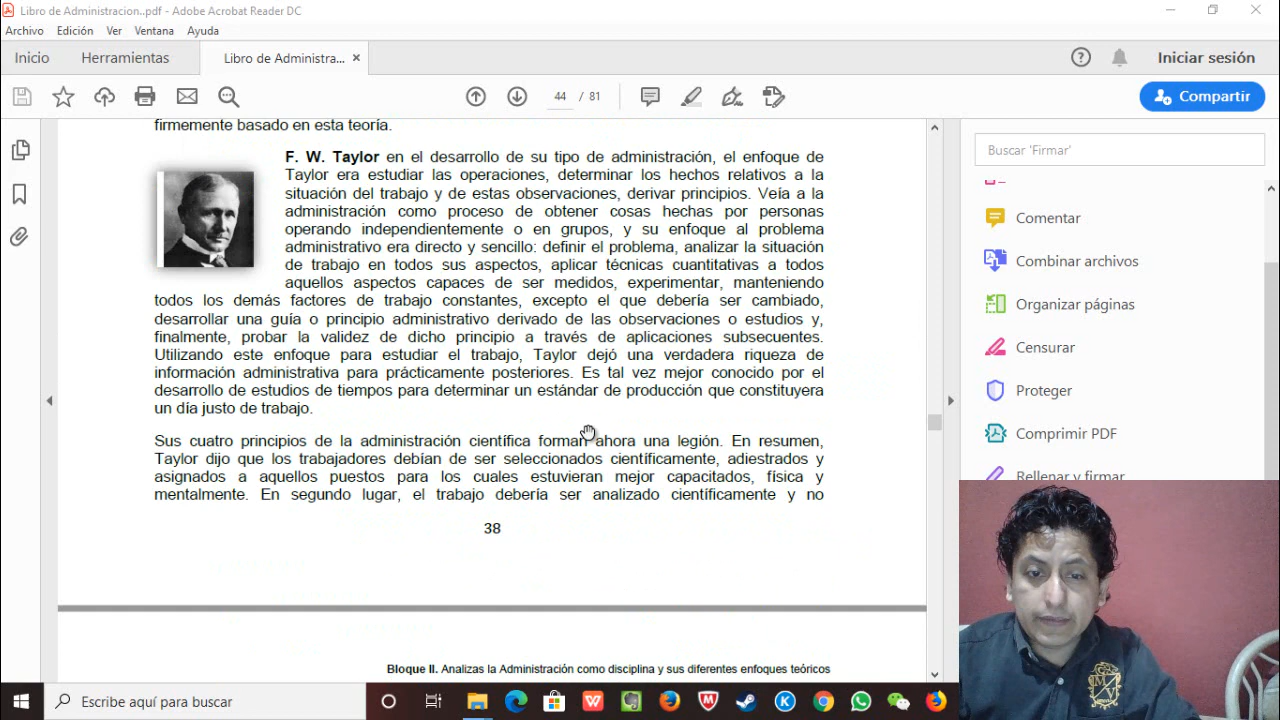 Libro de Administracion..pdf - Adobe Acrobat Reader DC
Archivo Edición Ver Ventana Ayuda
Inicio Herramientas Libro de Administra... Iniciar sesión
44 / 81 Compartir
Buscar 'Firmar'
firmemente basado en esta teoría.
F. W. Taylor en el desarrollo de su tipo de administración, el enfoque de
Taylor era estudiar las operaciones, determinar los hechos relativos a la
situación del trabajo y de estas observaciones, derivar principios. Veía a la
administración como proceso de obtener cosas hechas por personas
operando independientemente o en grupos, y su enfoque al problema
administrativo era directo y sencillo: definir el problema, analizar la situación
de trabajo en todos sus aspectos, aplicar técnicas cuantitativas a todos
aquellos aspectos capaces de ser medidos, experimentar, manteniendo
todos los demás factores de trabajo constantes, excepto el que debería ser cambiado,
desarrollar una guía o principio administrativo derivado de las observaciones o estudios y,
finalmente, probar la validez de dicho principio a través de aplicaciones subsecuentes.
Utilizando este enfoque para estudiar el trabajo, Taylor dejó una verdadera riqueza de
información administrativa para prácticamente posteriores. Es tal vez mejor conocido por el
desarrollo de estudios de tiempos para determinar un estándar de producción que constituyera
un día justo de trabajo.
Sus cuatro principios de la administración científica forman ahora una legión. En resumen,
Taylor dijo que los trabajadores debían de ser seleccionados científicamente, adiestrados y
asignados a aquellos puestos para los cuales estuvieran mejor capacitados, física y
mentalmente. En segundo lugar, el trabajo debería ser analizado científicamente y no
38
Bloque II. Analizas la Administración como disciplina y sus diferentes enfoques teóricos
Comentar
Combinar archivos
Organizar páginas
Censurar
Proteger
Comprimir PDF
Rellenar y firmar
Escribe aquí para buscar